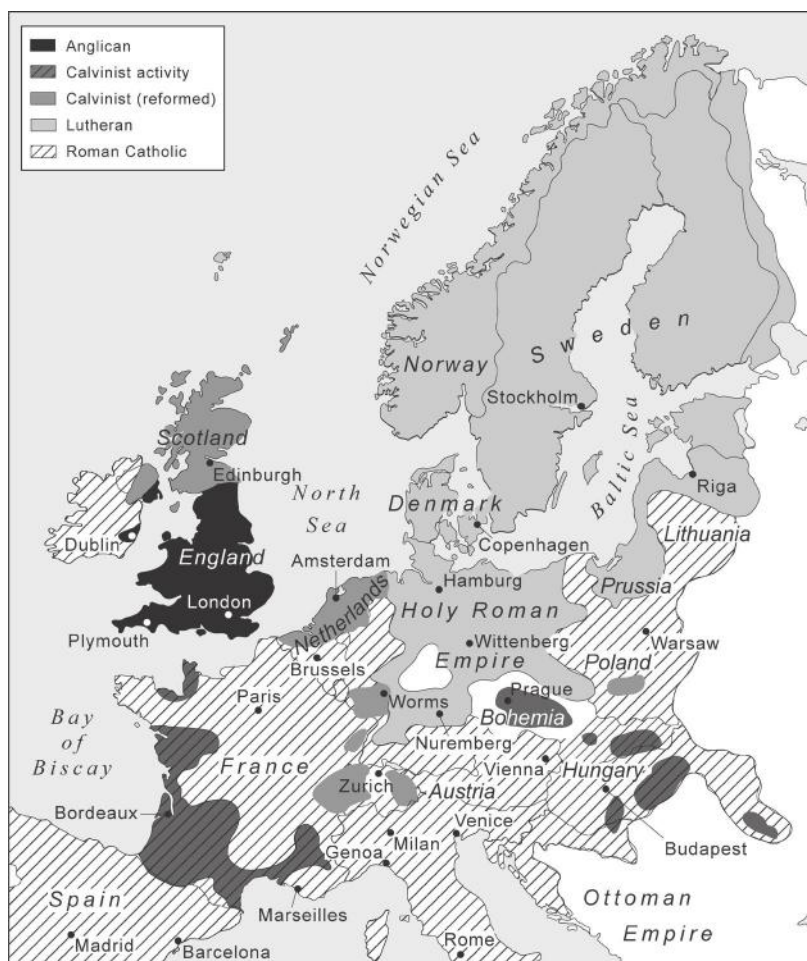 Anglican
Calvinist activity
Calvinist (reformed)
Lutheran
Roman Catholic
Norwegian Sea
Norway
Sweden
Stockholm
Baltic Sea
Scotland
Edinburgh
North
Sea
Denmark
Riga
Lithuania
Dublin
England
Amsterdam
Copenhagen
Hamburg
Prussia
London
Netherlands
Holy Roman
Empire
Plymouth
Wittenberg
Warsaw
Brussels
Poland
Paris
Worms
Prague
Bohemia
Bay
of
Biscay
Nuremberg
France
Zurich
Austria
Vienna
Hungary
Bordeaux
Genoa
Milan
Venice
Budapest
Spain
Marseilles
Ottoman
Empire
Madrid
Barcelona
Rome